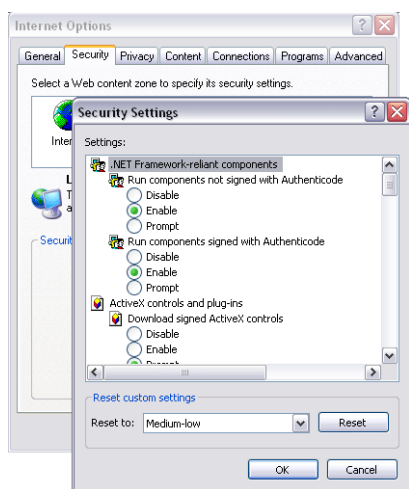 Internet Options
General Security Privacy Content Connections Programs Advanced
Select a Web content zone to specify its security settings.
Security Settings
Settings:
.NET Framework-reliant components
Run components not signed with Authenticode
Disable
Enable
Prompt
Run components signed with Authenticode
Disable
Enable
Prompt
ActiveX controls and plug-ins
Download signed ActiveX controls
Disable
Enable
Reset custom settings
Reset to: Medium-low Reset
OK Cancel